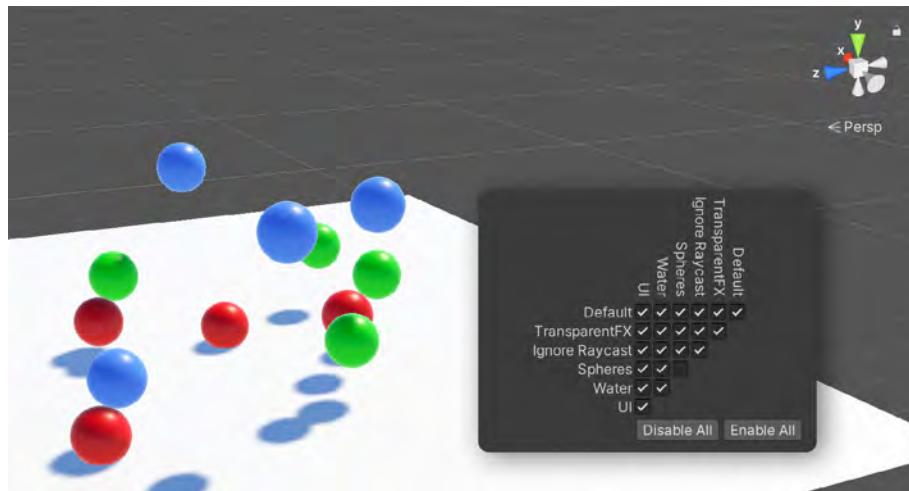 y
x
z
Persp
UI
Water
Spheres
Ignore Raycast
TransparentFX
Default
Default
TransparentFX
Ignore Raycast
Spheres
Water
UI
Disable All Enable All